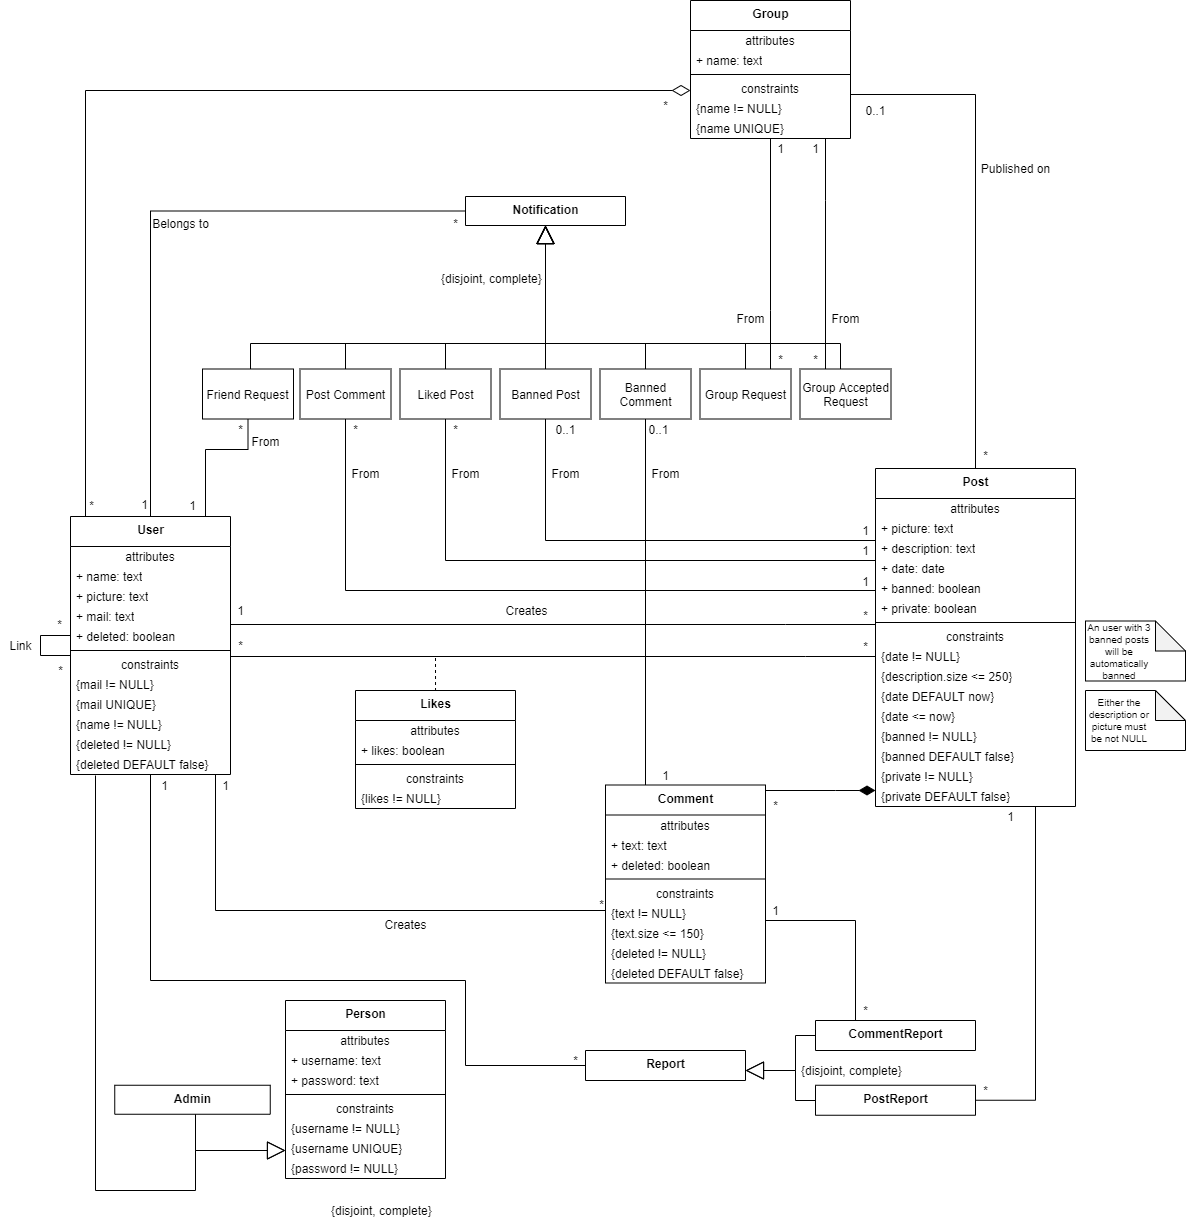 Group
attributes
+ name: text
constraints
{name != NULL}
{name UNIQUE}
*
0..1
1
1
Published on
Notification
Belongs to
*
{disjoint, complete}
From
From
*
*
Friend Request
Post Comment
Liked Post
Banned Post
Banned
Comment
Group Request
Group Accepted
Request
*
From
*
*
0..1
0..1
From
From
From
From
*
*
1
1
Post
attributes
+ picture: text
+ description: text
+ date: date
+ banned: boolean
+ private: boolean
constraints
{date != NULL}
{description.size <= 250}
{date DEFAULT now}
{date <= now}
{banned != NULL}
{banned DEFAULT false}
{private != NULL}
{private DEFAULT false}
1
1
1
User
attributes
+ name: text
+ picture: text
+ mail: text
+ deleted: boolean
constraints
{mail != NULL}
{mail UNIQUE}
{name != NULL}
{deleted != NULL}
{deleted DEFAULT false}
1
Creates
*
*
*
*
Link
*
An user with 3
banned posts
will be
automatically
banned
Either the
description or
picture must
be not NULL
Likes
attributes
+ likes: boolean
constraints
{likes != NULL}
1
1
1
Comment
attributes
+ text: text
+ deleted: boolean
constraints
{text != NULL}
{text.size <= 150}
{deleted != NULL}
{deleted DEFAULT false}
*
1
*
Creates
1
*
Person
attributes
+ username: text
+ password: text
constraints
{username != NULL}
{username UNIQUE}
{password != NULL}
Admin
*
Report
CommentReport
{disjoint, complete}
PostReport
*
{disjoint, complete}